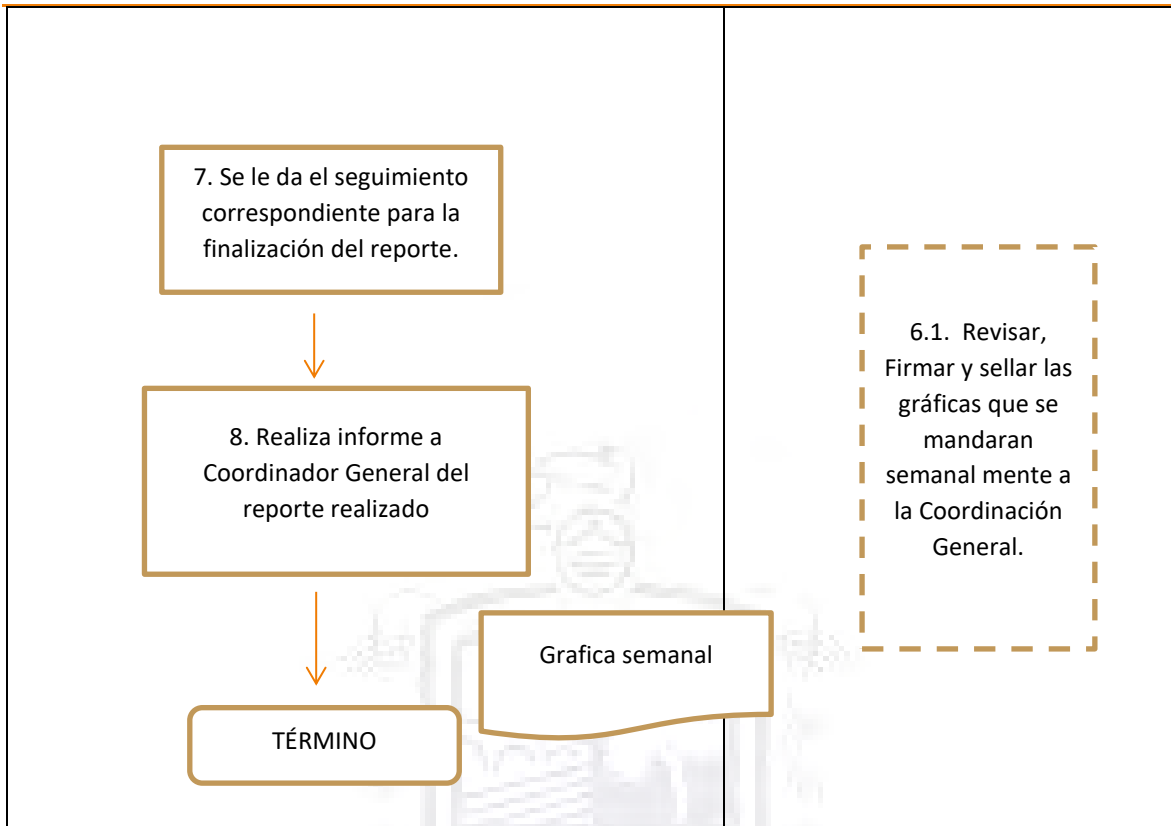 7. Se le da el seguimiento
correspondiente para la
finalización del reporte.
8. Realiza informe a
Coordinador General del
reporte realizado
Grafica semanal
TÉRMINO
6.1. Revisar,
Firmar y sellar las
gráficas que se
mandaran
semanal mente a
la Coordinación
General.